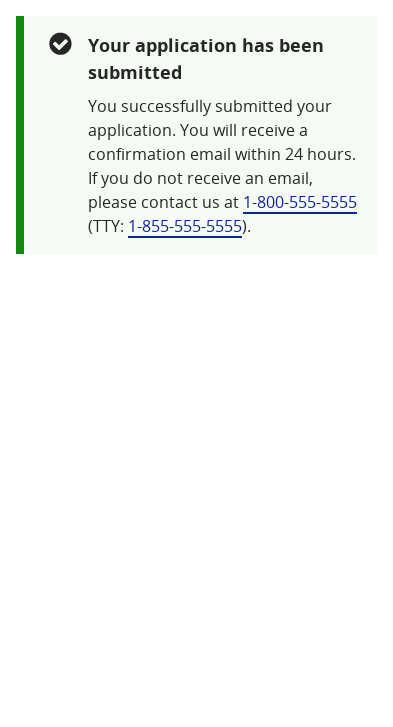 Your application has been
submitted
You successfully submitted your
application. You will receive a
confirmation email within 24 hours.
If you do not receive an email,
please contact us at 1-800-555-5555
(TTY: 1-855-555-5555).